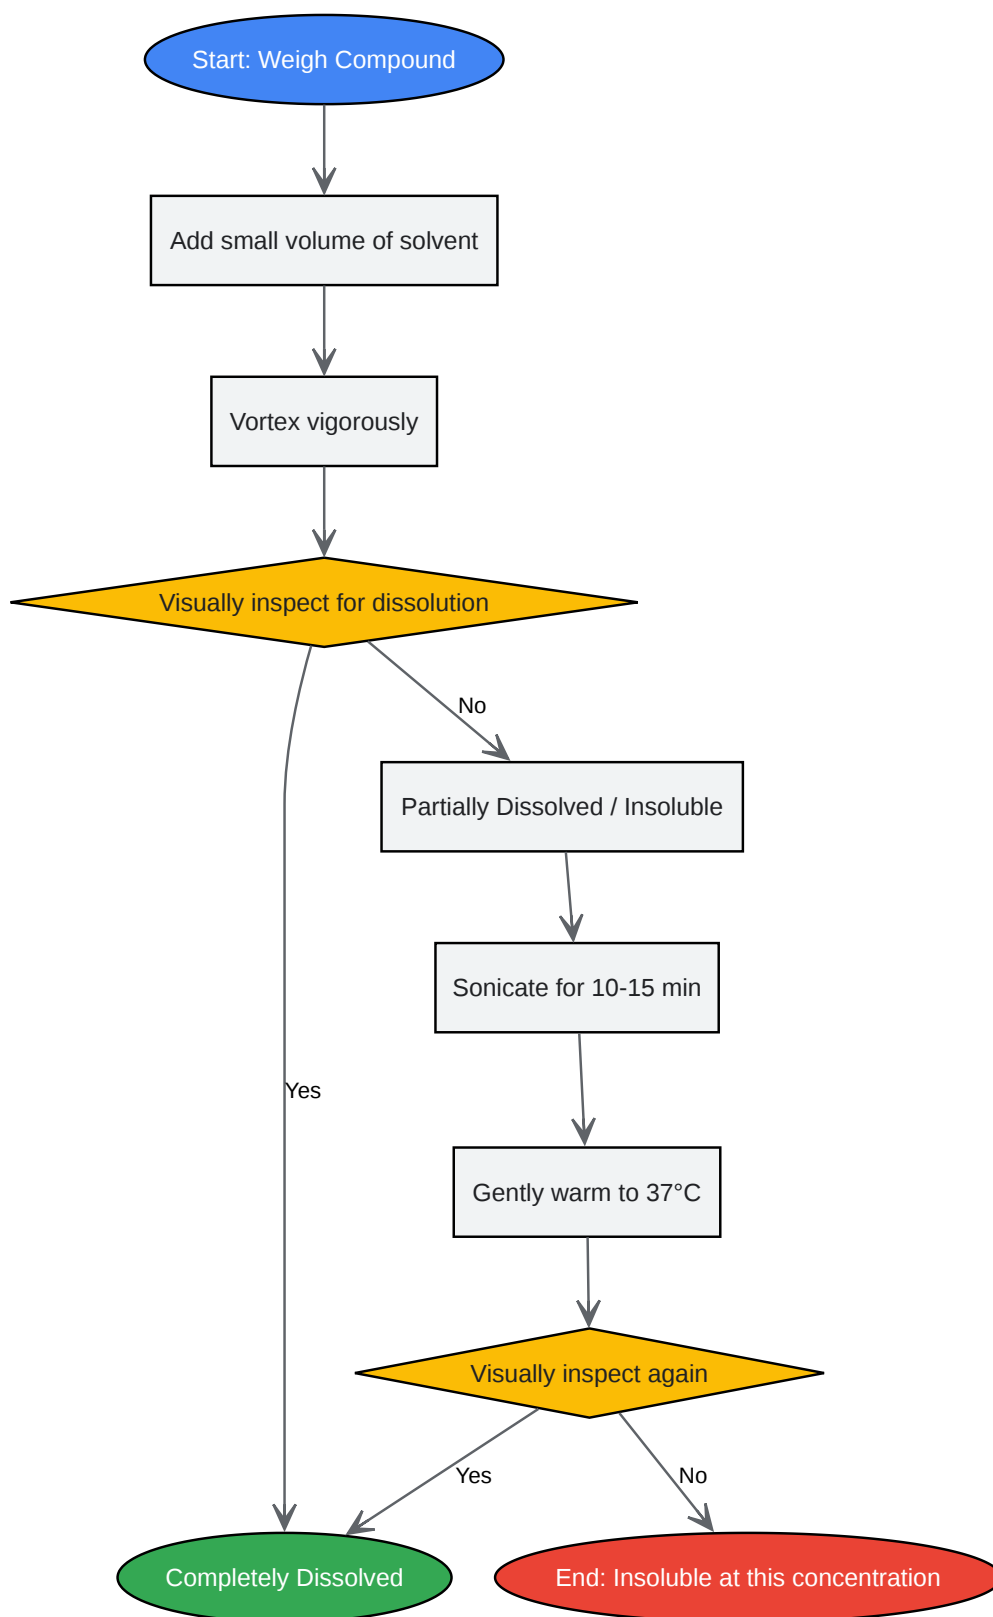 Start: Weigh Compound
Add small volume of solvent
Vortex vigorously
Visually inspect for dissolution
No
Partially Dissolved / Insoluble
Sonicate for 10-15 min
Yes
Gently warm to 37°C
Visually inspect again
Yes
No
Completely Dissolved
End: Insoluble at this concentration